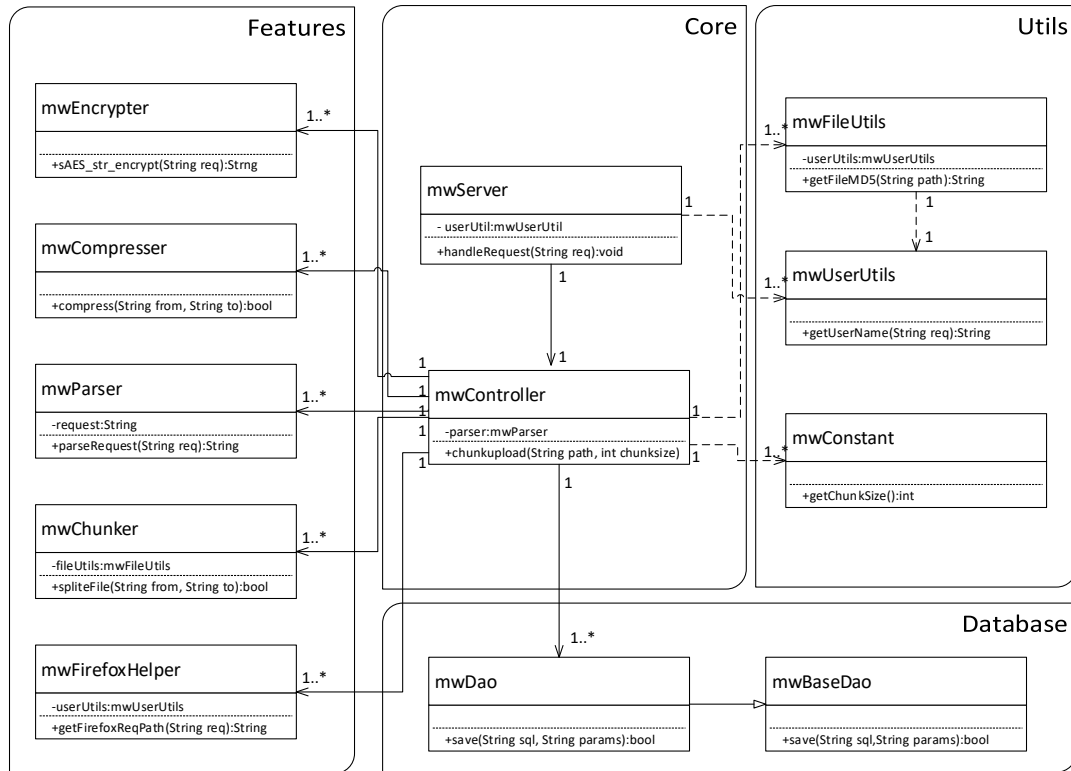 Features
mwEncrypter
+sAES_str_encrypt(String req):Strng
1..*
mwCompresser
+compress(String from, String to):bool
1..*
mwParser
-request:String
+parseRequest(String req):String
1..*
mwChunker
-fileUtils:mwFileUtils
+spliteFile(String from, String to):bool
1..*
mwFirefoxHelper
-userUtils:mwUserUtils
+getFirefoxReqPath(String req):String
1..*
Core
mwServer
- userUtil:mwUserUtil
+handleRequest(String req):void
1
1
1
mwController
-parser:mwParser
+chunkupload(String path, int chunksize)
1
1
1
1
1
1
1
1
Utils
mwFileUtils
-userUtils:mwUserUtils
+getFileMD5(String path):String
1..*
1
1
mwUserUtils
+getUserName(String req):String
1..*
mwConstant
+getChunkSize():int
1..*
Database
1..*
mwDao
+save(String sql, String params):bool
mwBaseDao
+save(String sql,String params):bool